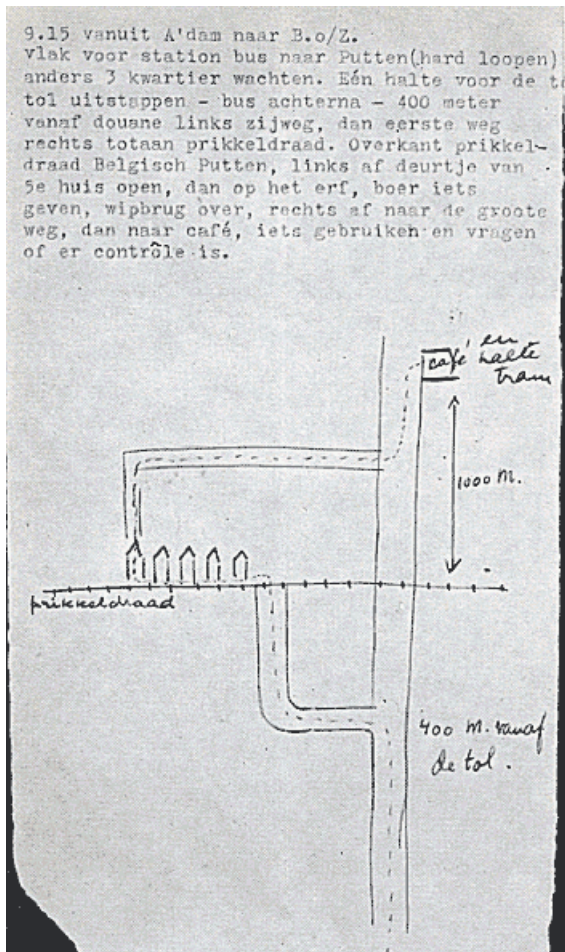 9.15 vanuit A'dam naar B.o/Z.
vlak voor station bus naar Putten(hard loopen)
anders 3 kwartier wachten. Eén halte voor de
tol uitstappen - bus achterna - 400 meter
vanaf douane links zijweg, dan eerste weg
rechts totaan prikkeldraad. Overkant prikkel-
draad Belgisch Putten, links af deurtje van
5e huis open, dan op het erf, boer iets
geven, wipbrug over, rechts af naar de groote
weg, dan naar café, iets gebruiken en vragen
of er contrôle is.
café en
halte
tram
1000 M.
prikkeldraad
400 M. vanaf
de tol.